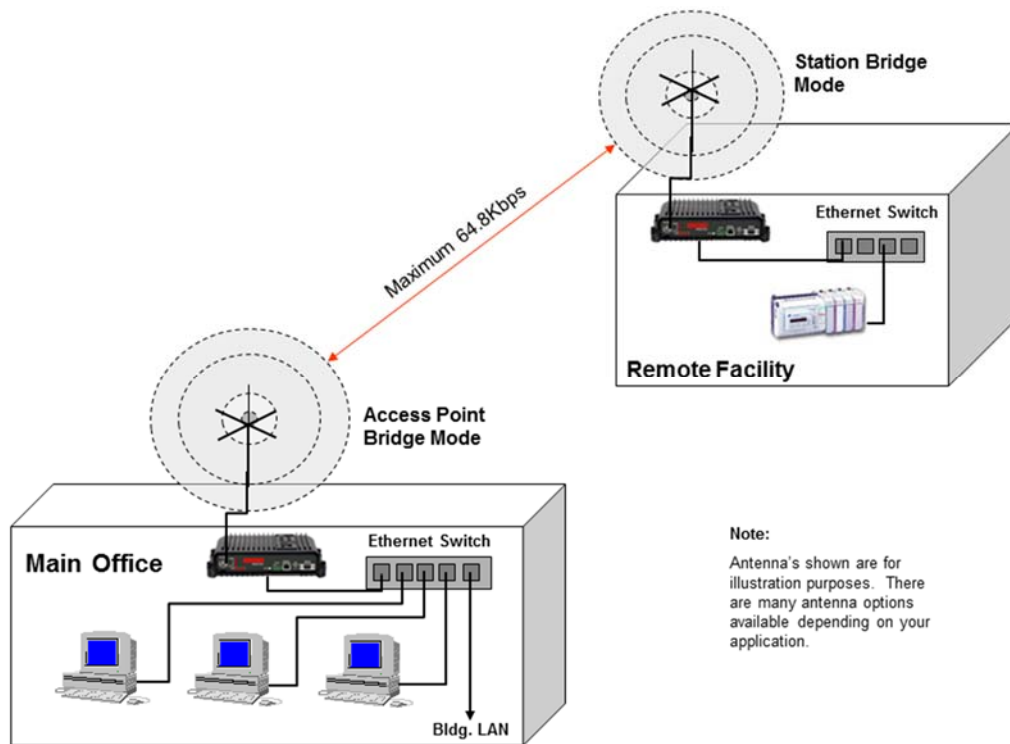 Station Bridge
Mode
Ethernet Switch
Maximum 64.8Kbps
Remote Facility
Access Point
Bridge Mode
Ethernet Switch
Main Office
Bldg. LAN
Note:
Antenna's shown are for
illustration purposes. There
are many antenna options
available depending on your
application.